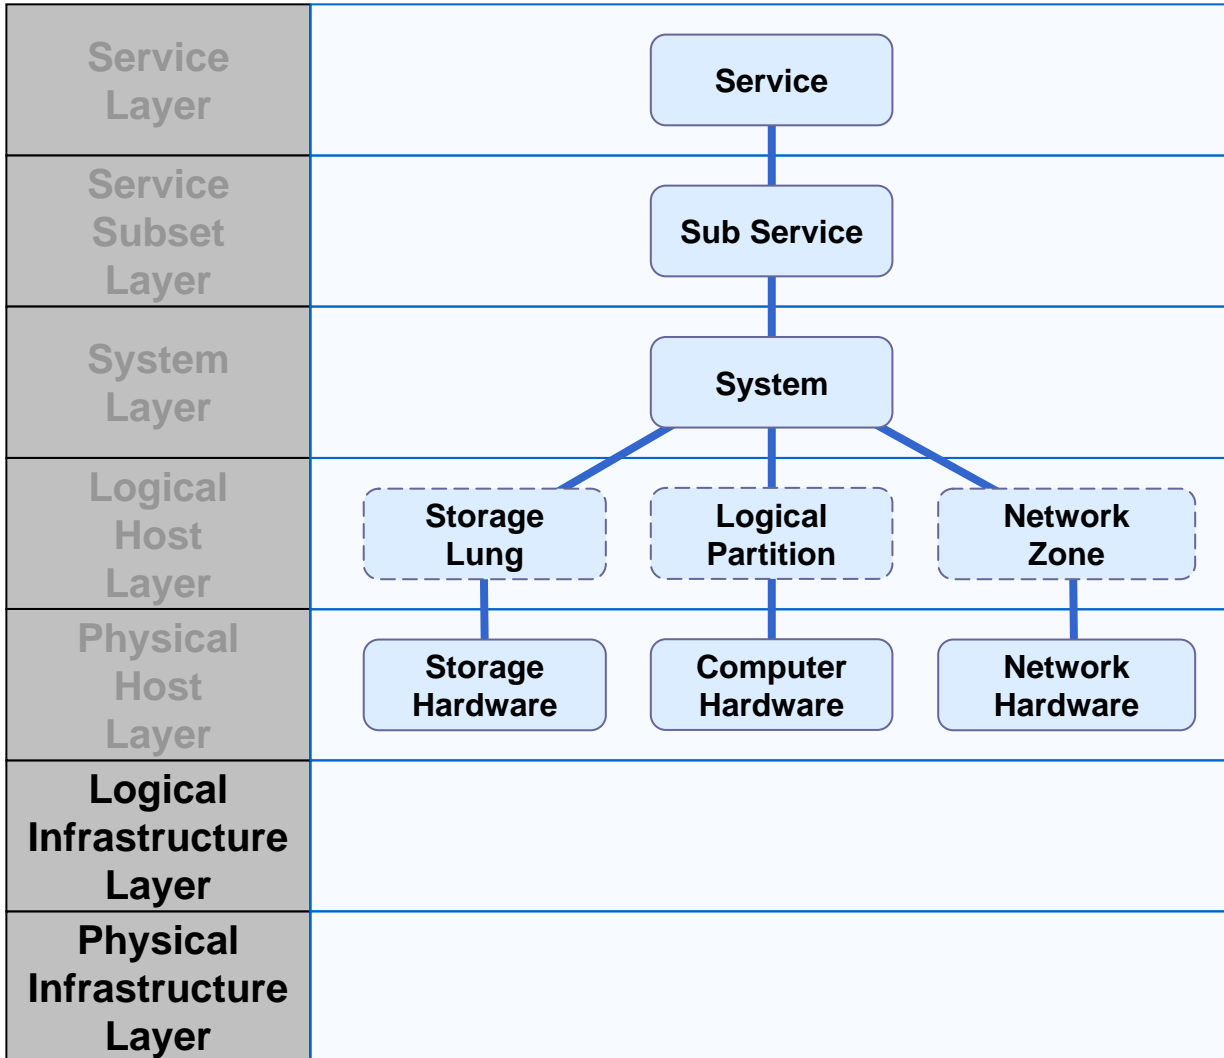 Service
Layer
Service
Service
Subset
Layer
Sub Service
System
Layer
System
Logical
Host
Layer
Storage
Lung
Logical
Partition
Network
Zone
Physical
Host
Layer
Storage
Hardware
Computer
Hardware
Network
Hardware
Logical
Infrastructure
Layer
Physical
Infrastructure
Layer